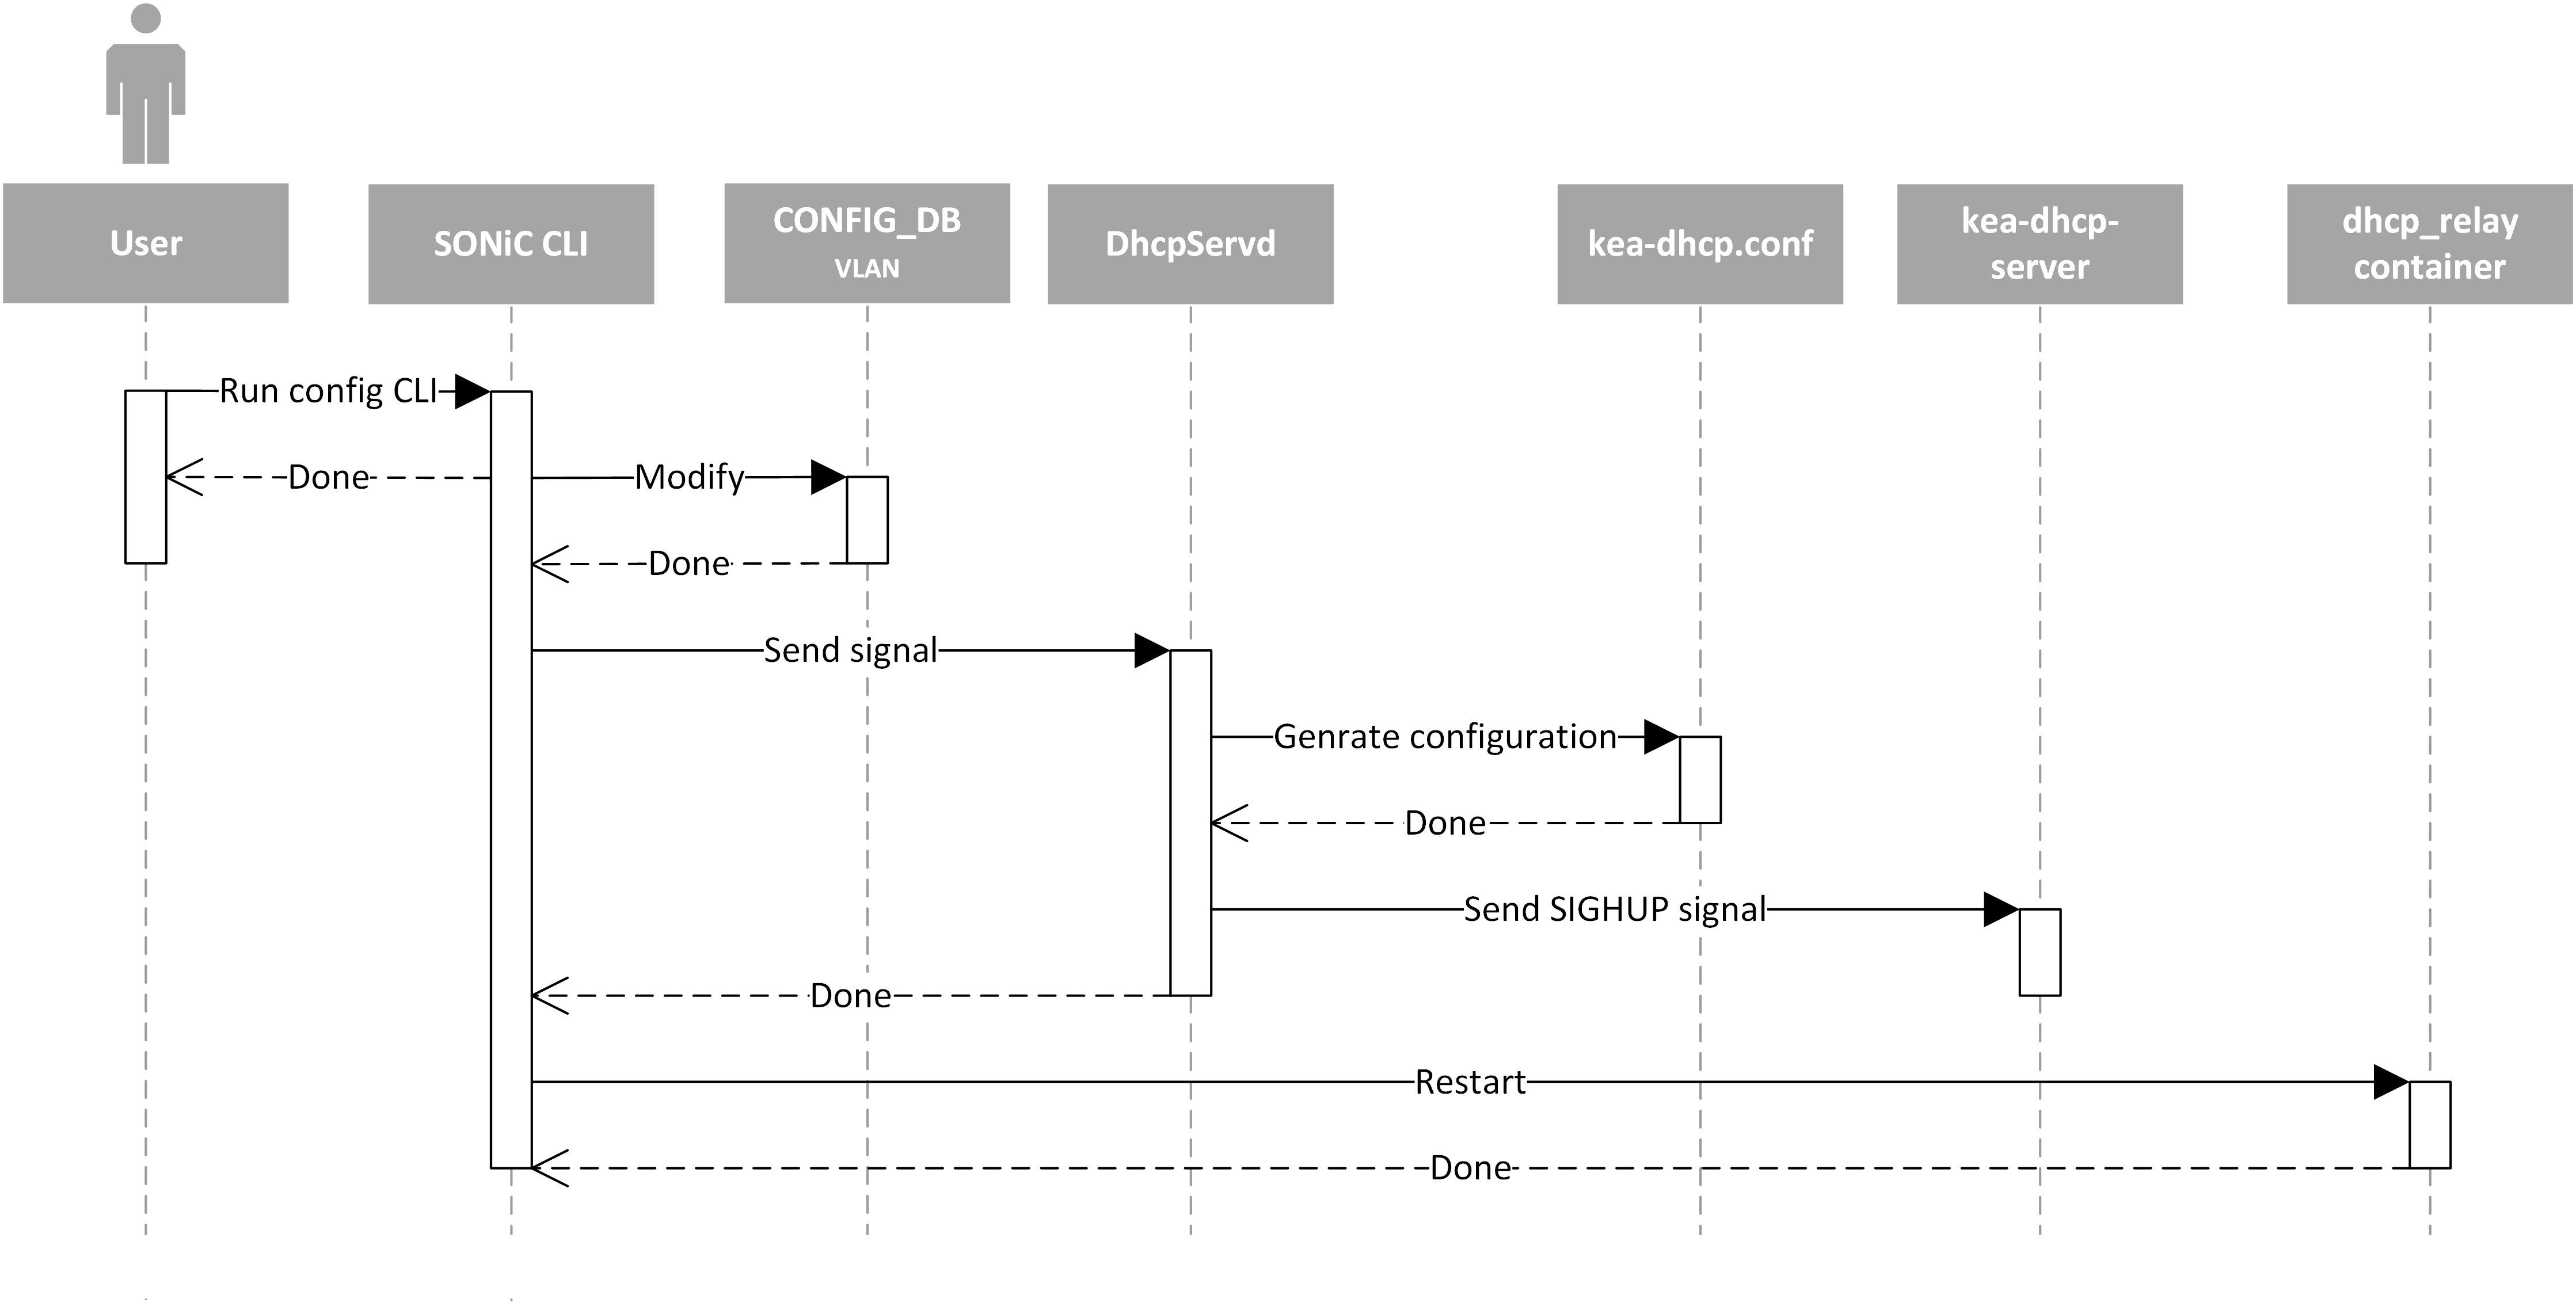 User
SONiC CLI
CONFIG_DB
VLAN
DhcpServd
kea-dhcp.conf
kea-dhcp-
server
dhcp_relay
container
Run config CLI
Done
Modify
Done
Send signal
Genrate configuration
Done
Send SIGHUP signal
Done
Restart
Done